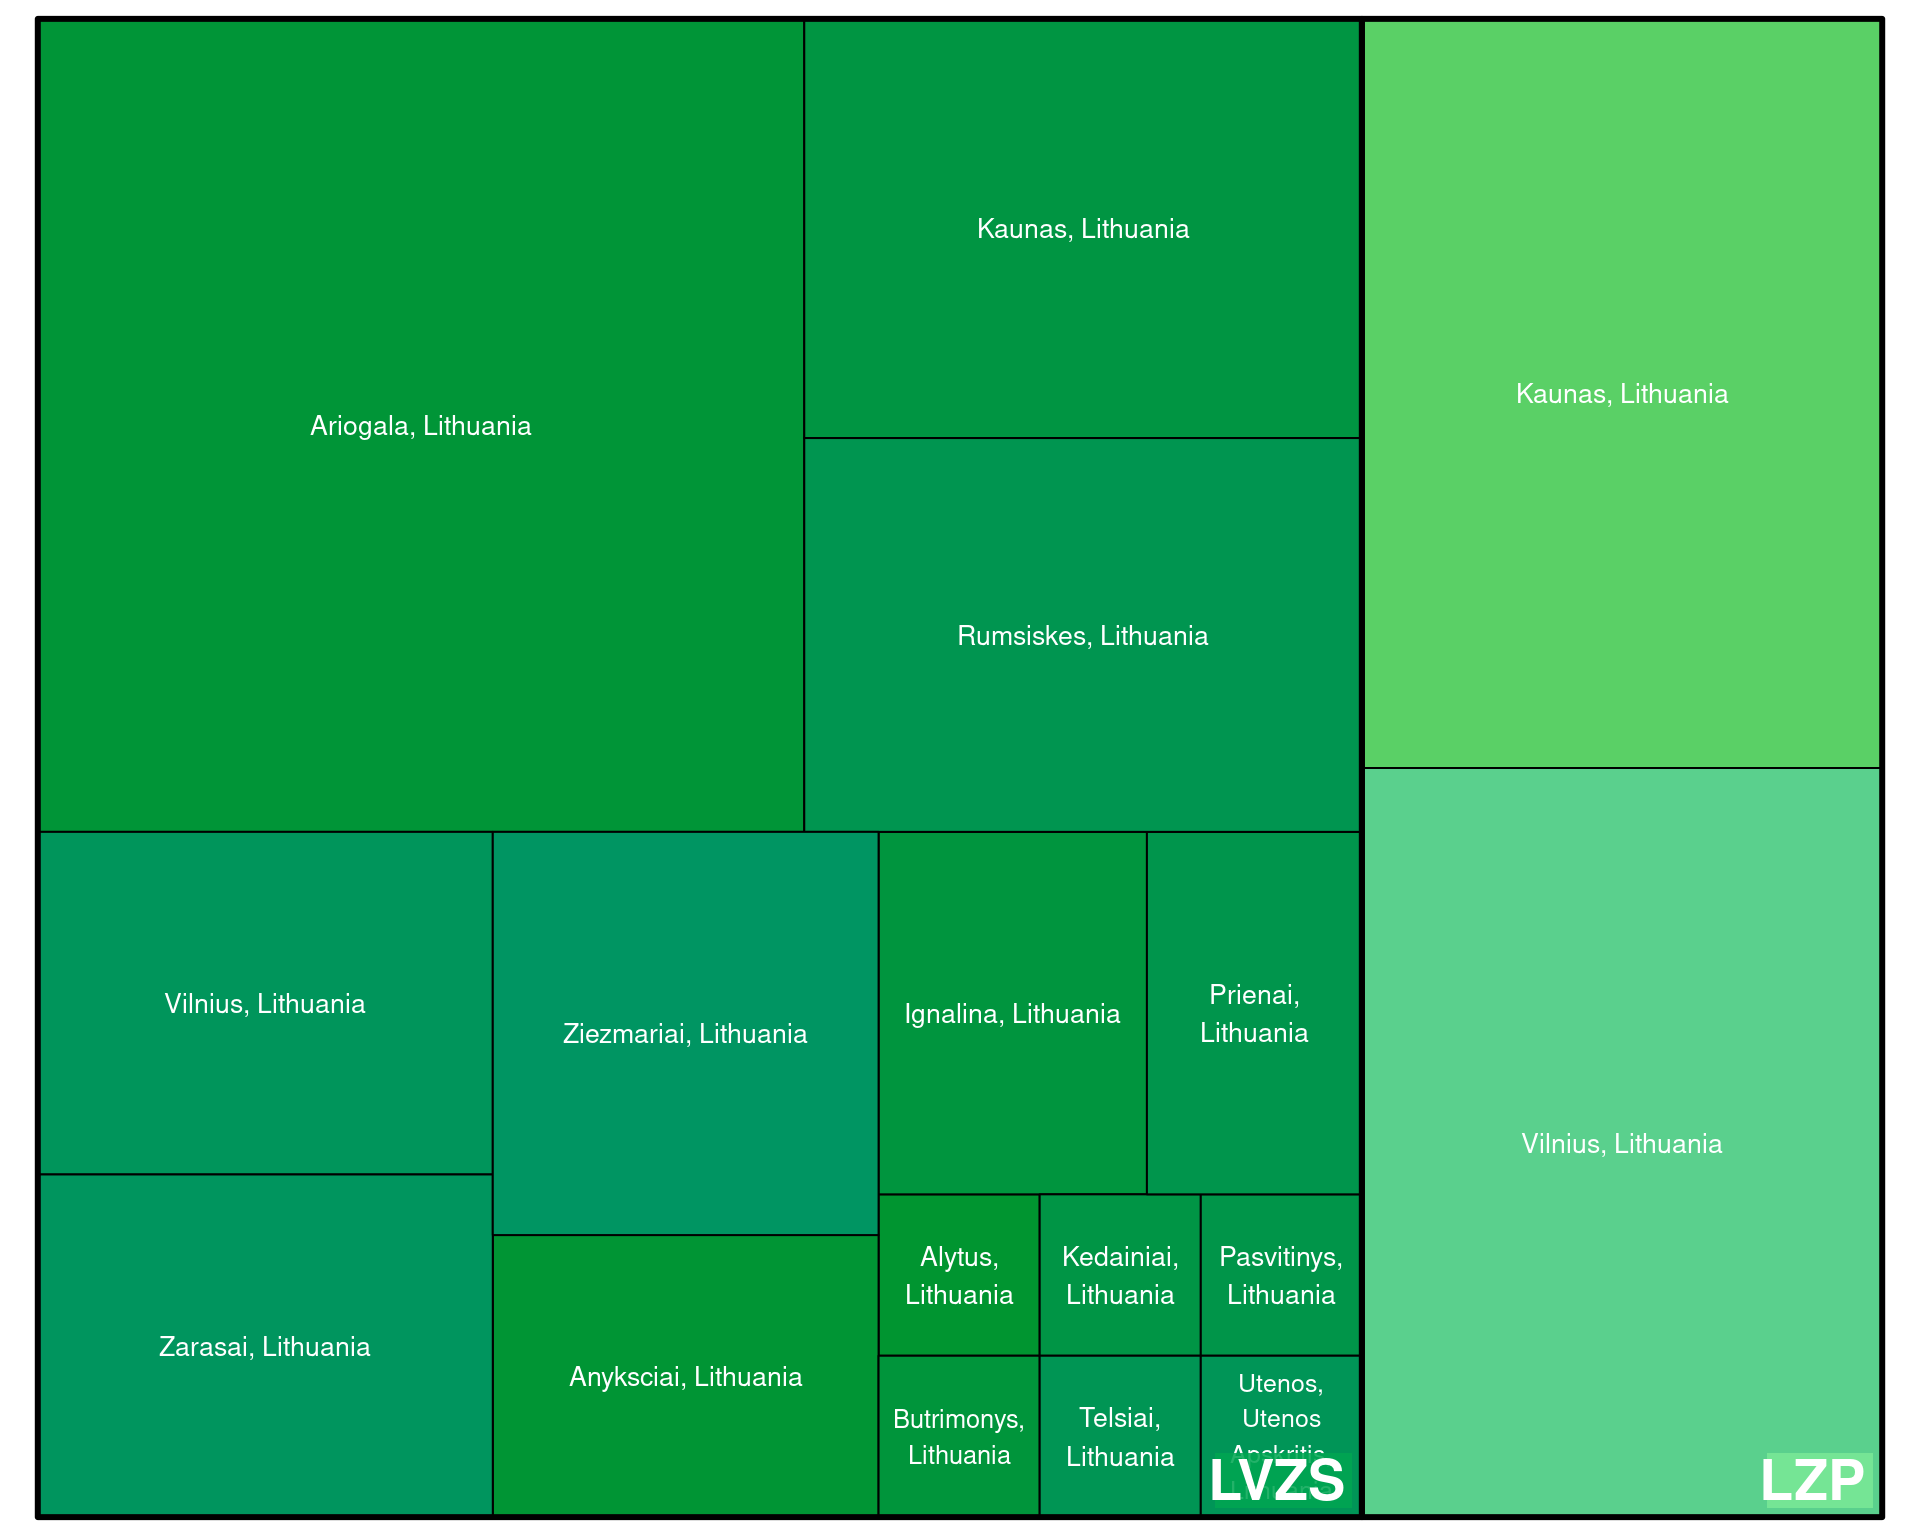 Ariogala, Lithuania
Kaunas, Lithuania
Rumsiskes, Lithuania
Vilnius, Lithuania
Zarasai, Lithuania
Ziezmariai, Lithuania
Anyksciai, Lithuania
Ignalina, Lithuania
Prienai,
Lithuania
Alytus,
Lithuania
Kedainiai,
Lithuania
Pasvitinys,
Lithuania
Butrimonys,
Lithuania
Telsiai,
Lithuania
Utenos,
Utenos
Apskritis,
LVZS
Kaunas, Lithuania
Vilnius, Lithuania
LZP